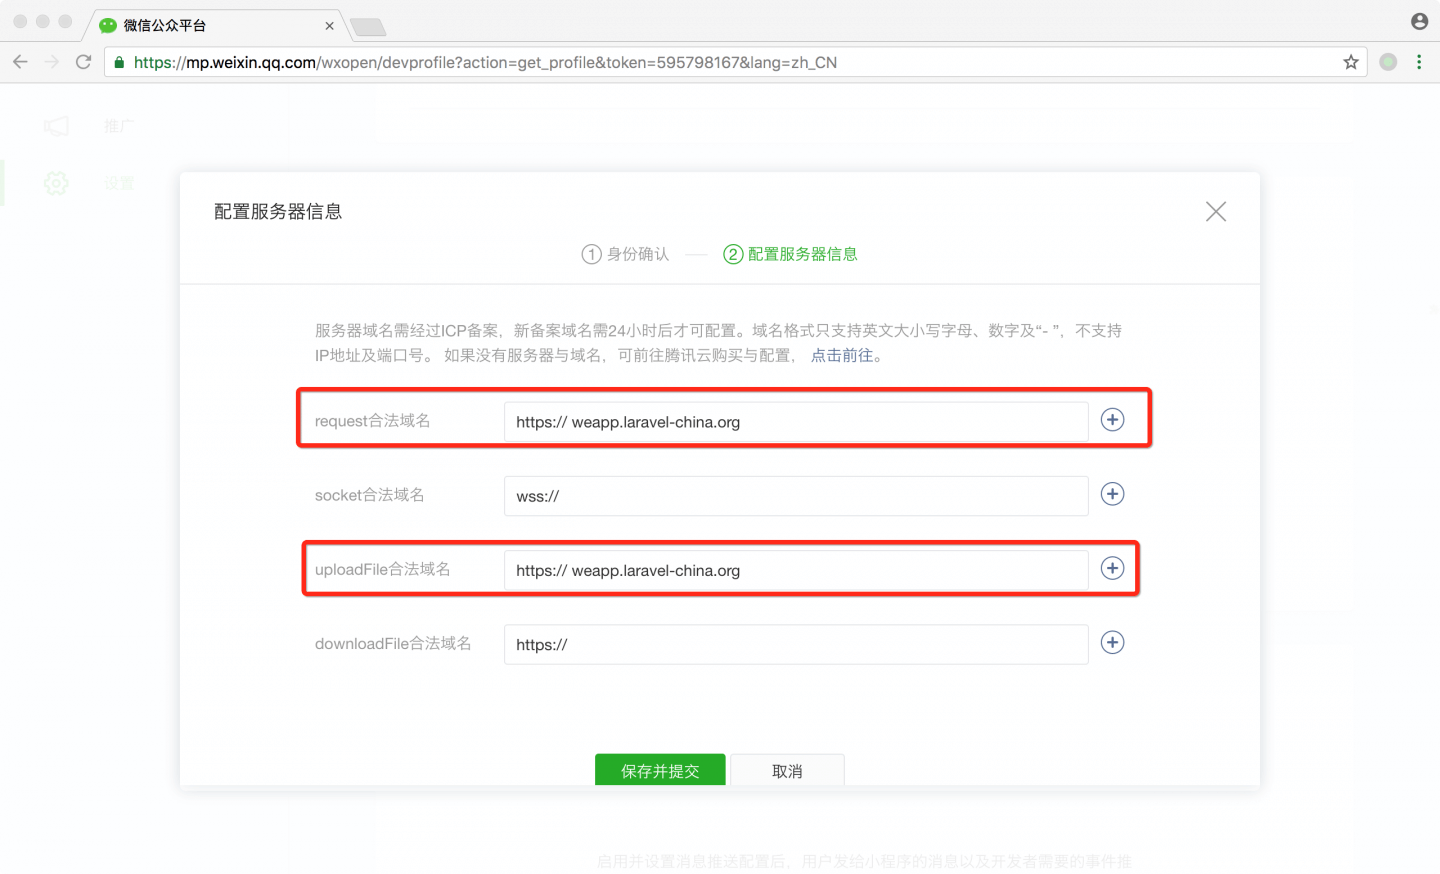 微信公众平台
https://mp.weixin.qq.com/wxopen/devprofile?action=get_profile&token=595798167&lang=zh_CN
推广
设置
配置服务器信息
1 身份确认 — 2 配置服务器信息
服务器域名需经过ICP备案，新备案域名需24小时后才可配置。域名格式只支持英文大小写字母、数字及“- ”，不支持
IP地址及端口号。 如果没有服务器与域名，可前往腾讯云购买与配置， 点击前往。
request合法域名 https:// weapp.laravel-china.org
socket合法域名 wss://
uploadFile合法域名 https:// weapp.laravel-china.org
downloadFile合法域名 https://
保存并提交 取消
启用并设置消息推送配置后，用户发给小程序的消息以及开发者需要的事件推